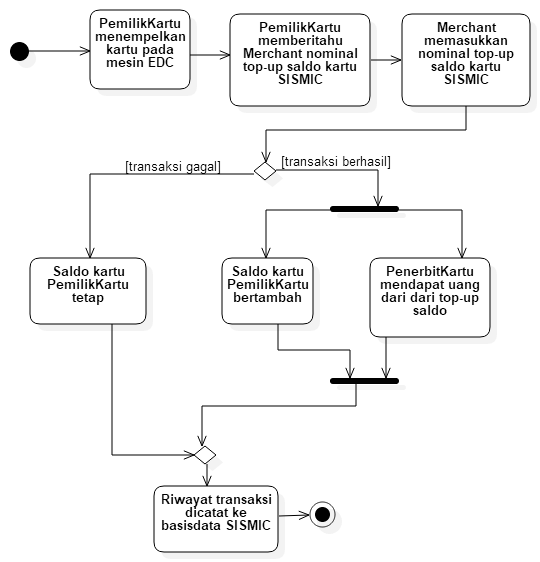 PemilikKartu
menempelkan
kartu pada
mesin EDC
PemilikKartu
memberitahu
Merchant nominal
top-up saldo kartu
SISMIC
Merchant
memasukkan
nominal top-up
saldo kartu
SISMIC
[transaksi gagal]
[transaksi berhasil]
Saldo kartu
PemilikKartu
tetap
Saldo kartu
PemilikKartu
bertambah
PenerbitKartu
mendapat uang
dari dari top-up
saldo
Riwayat transaksi
dicatat ke
basisdata SISMIC